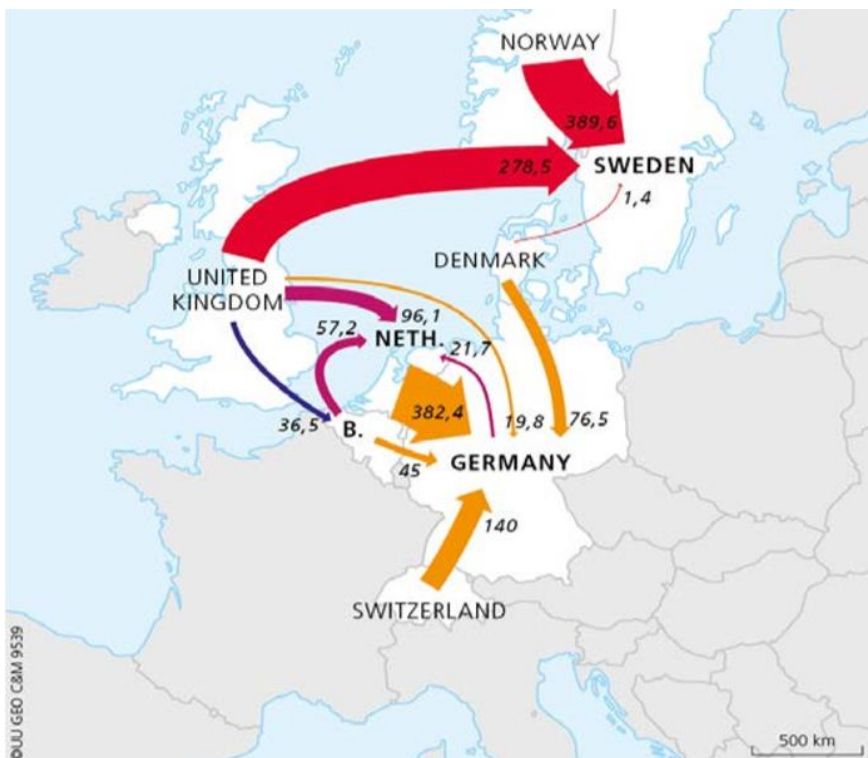 NORWAY
389,6
278,5
SWEDEN
1,4
DENMARK
UNITED
KINGDOM
57,2
96,1
NETH.
21,7
36,5
B.
382,4
19,8
76,5
45
GERMANY
140
SWITZERLAND
©UU GEO C&M 9539
500 km